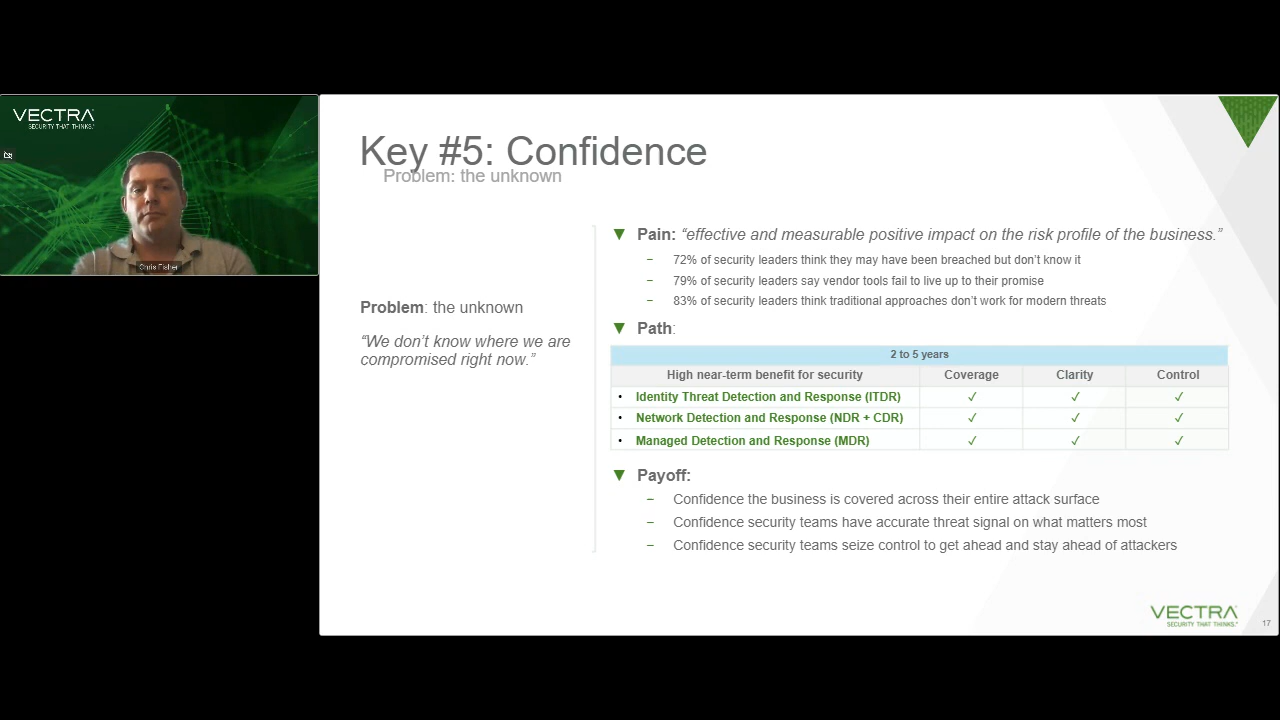 VECTRA
SECURITY THAT THINKS.
Chris Fisher
Key #5: Confidence
Problem: the unknown
Problem: the unknown
“We don’t know where we are
compromised right now.”
▼ Pain: “effective and measurable positive impact on the risk profile of the business.”
− 72% of security leaders think they may have been breached but don’t know it
− 79% of security leaders say vendor tools fail to live up to their promise
− 83% of security leaders think traditional approaches don’t work for modern threats
▼ Path:
2 to 5 years
High near-term benefit for security Coverage Clarity Control
• Identity Threat Detection and Response (ITDR) ✓ ✓ ✓
• Network Detection and Response (NDR + CDR) ✓ ✓ ✓
• Managed Detection and Response (MDR) ✓ ✓ ✓
▼ Payoff:
− Confidence the business is covered across their entire attack surface
− Confidence security teams have accurate threat signal on what matters most
− Confidence security teams seize control to get ahead and stay ahead of attackers
VECTRA
SECURITY THAT THINKS.
17